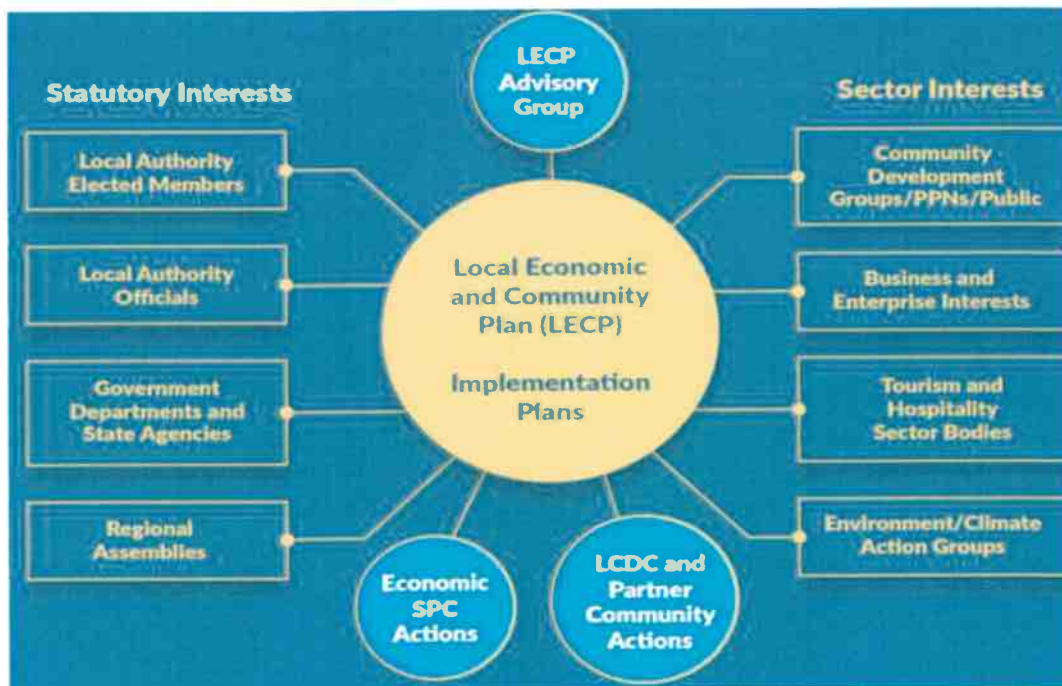 LECP
Advisory
Group
Statutory Interests
Local Authority
Elected Members
Local Authority
Officials
Government
Departments and
State Agencies
Regional
Assemblies
Local Economic
and Community
Plan (LECP)
Implementation
Plans
Economic
SPC
Actions
LCDC and
Partner
Community
Actions
Sector Interests
Community
Development
Groups/PPNs/Public
Business and
Enterprise Interests
Tourism and
Hospitality
Sector Bodies
Environment/Climate
Action Groups